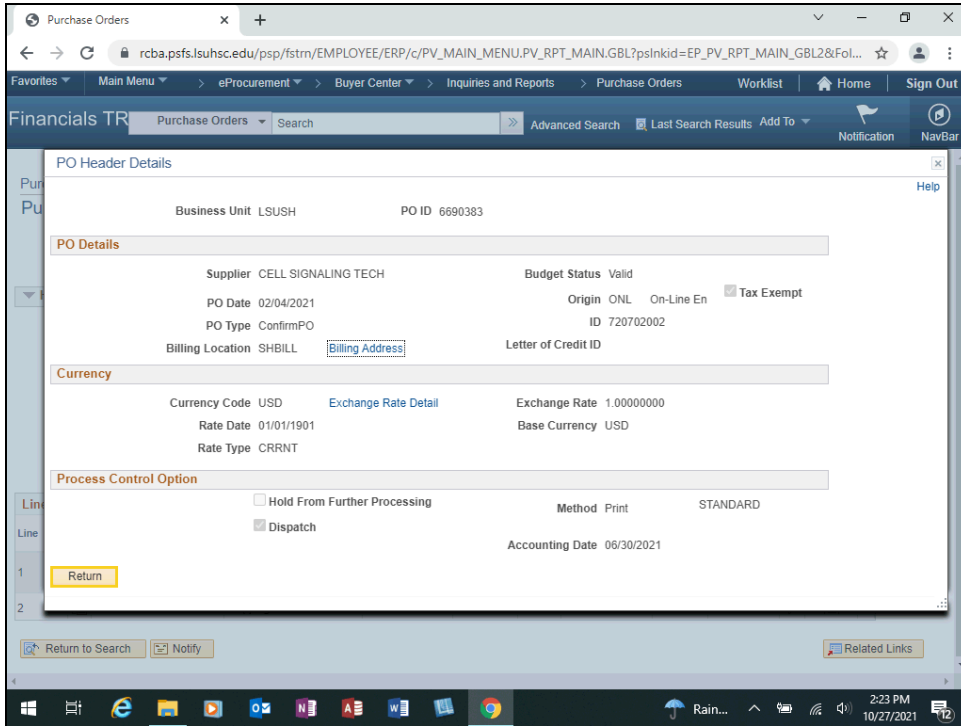 Purchase Orders
rcba.psfs.lsuhsc.edu/psp/fstrn/EMPLOYEE/ERP/c/PV_MAIN_MENU.PV_RPT_MAIN.GBL?pslnkid=EP_PV_RPT_MAIN_GBL2&Fol...
Favorites Main Menu > eProcurement > Buyer Center > Inquiries and Reports > Purchase Orders Worklist Home Sign Out
Financials TR Purchase Orders Search » Advanced Search Last Search Results Add To Notification NavBar
PO Header Details
Help
Pur
Pu
Business Unit LSUSH PO ID 6690383
PO Details
Supplier CELL SIGNALING TECH Budget Status Valid
PO Date 02/04/2021 Origin ONL On-Line En Tax Exempt
PO Type ConfirmPO ID 720702002
Billing Location SHBILL Billing Address Letter of Credit ID
Currency
Currency Code USD Exchange Rate Detail Exchange Rate 1.00000000
Rate Date 01/01/1901 Base Currency USD
Rate Type CRRNT
Process Control Option
Hold From Further Processing Method Print STANDARD
Dispatch
Accounting Date 06/30/2021
Line
Line
1
Return
2
Return to Search Notify Related Links
Rain... 2:23 PM
10/27/2021
12